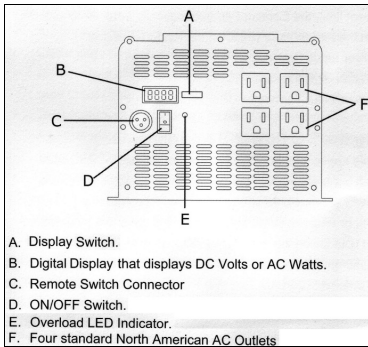 A
B
C
D
E
F
A. Display Switch.
B. Digital Display that displays DC Volts or AC Watts.
C. Remote Switch Connector
D. ON/OFF Switch.
E. Overload LED Indicator.
F. Four standard North American AC Outlets